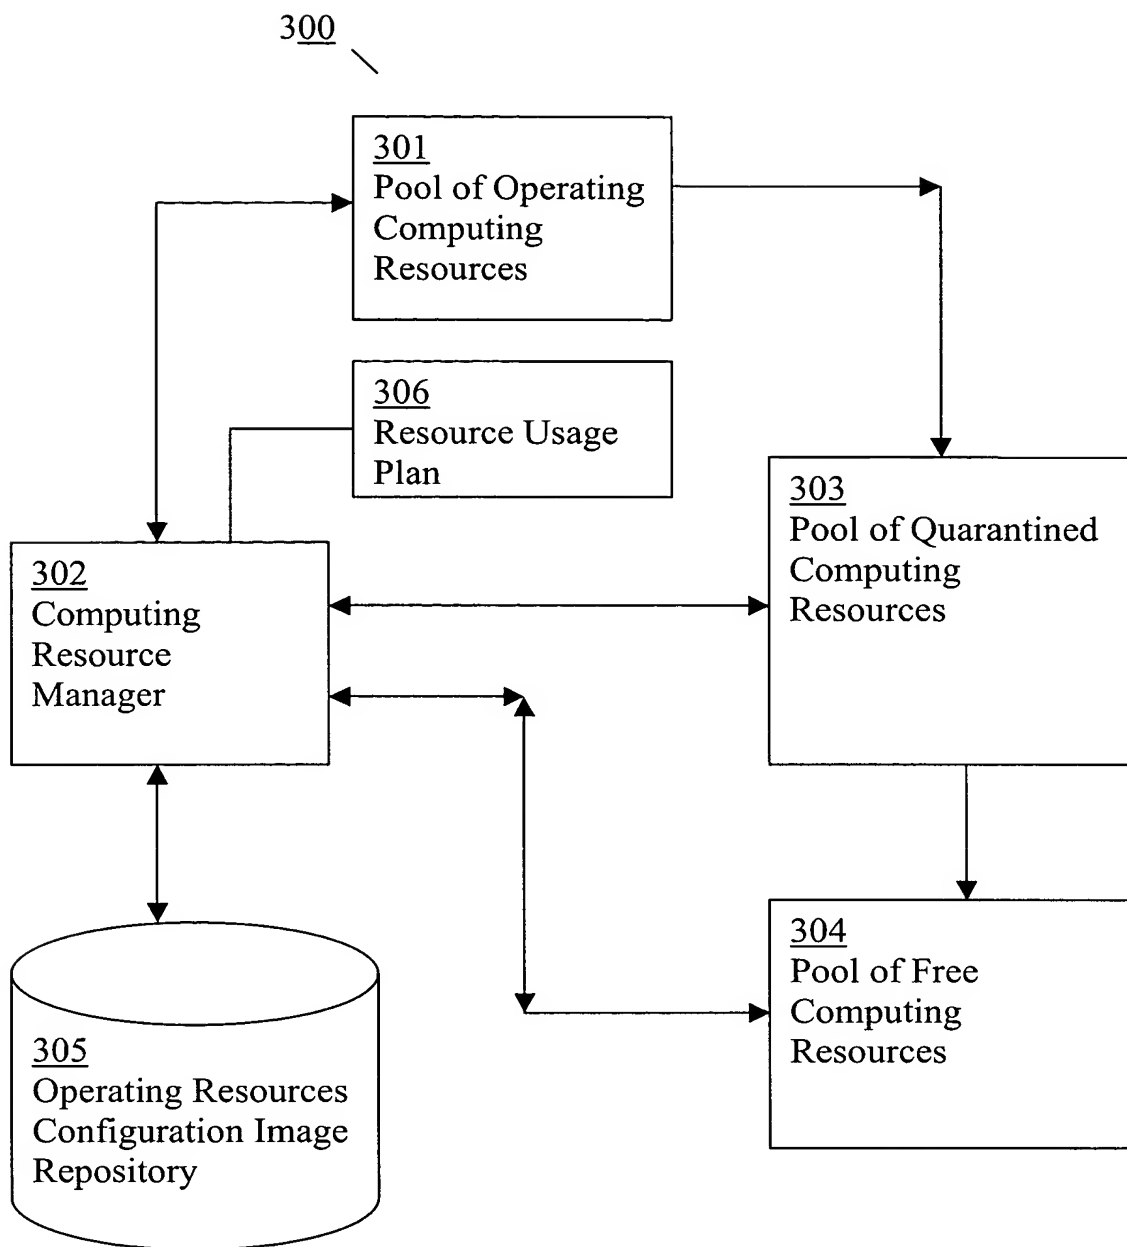 300
301
Pool of Operating
Computing
Resources
306
Resource Usage
Plan
303
Pool of Quarantined
Computing
Resources
302
Computing
Resource
Manager
304
Pool of Free
Computing
Resources
305
Operating Resources
Configuration Image
Repository